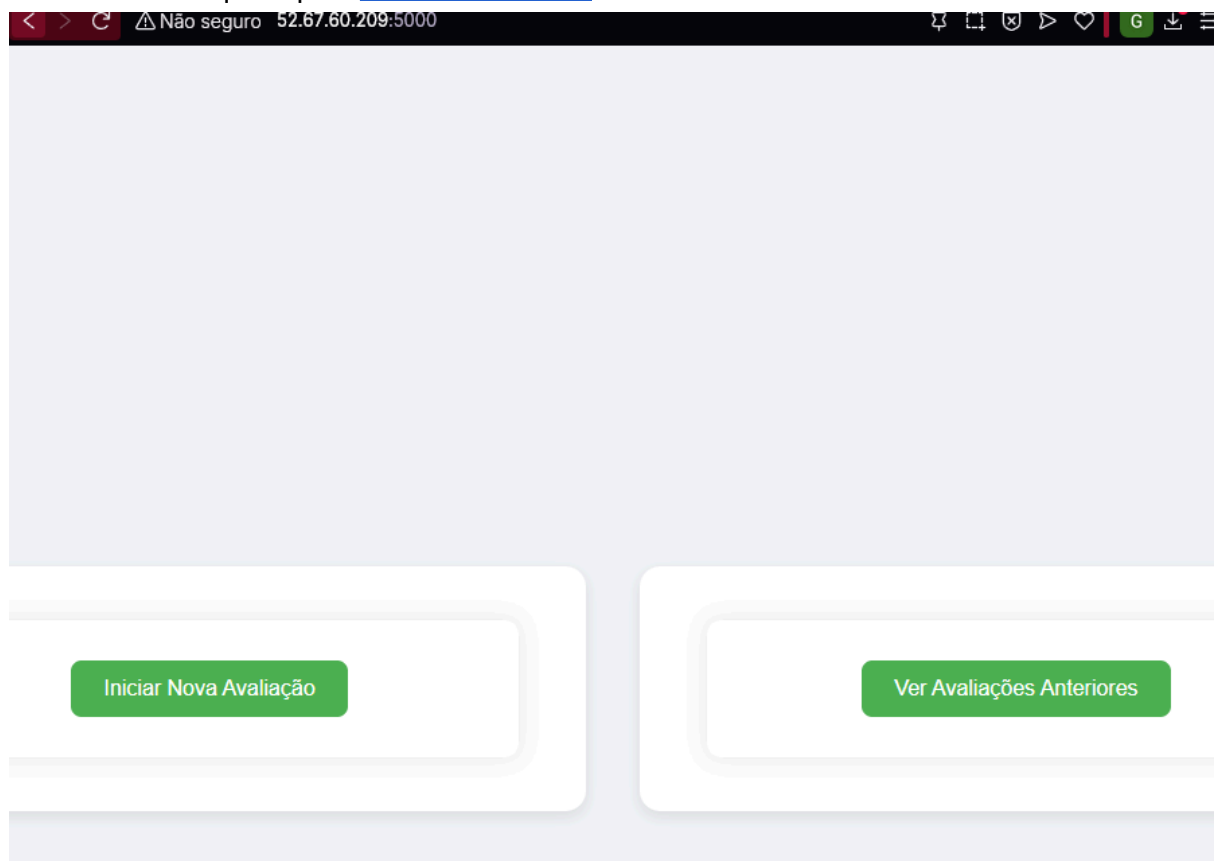 Não seguro 52.67.60.209:5000
G
Iniciar Nova Avaliação
Ver Avaliações Anteriores